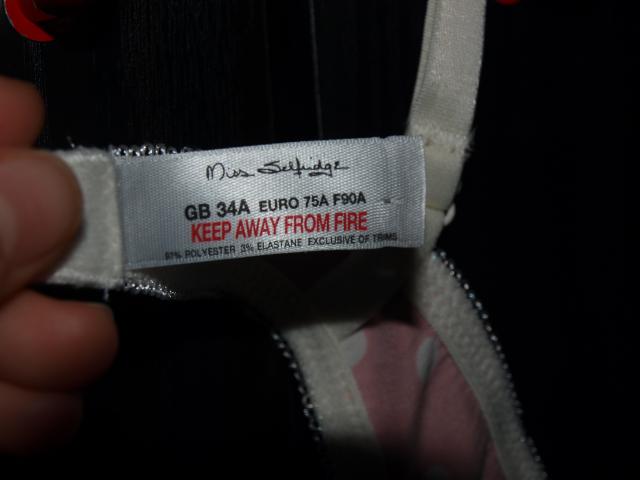 Miss Selfridge
GB 34A EURO 75A F90A
KEEP AWAY FROM FIRE
97% POLYESTER 3% ELASTANE EXCLUSIVE OF TRIMS